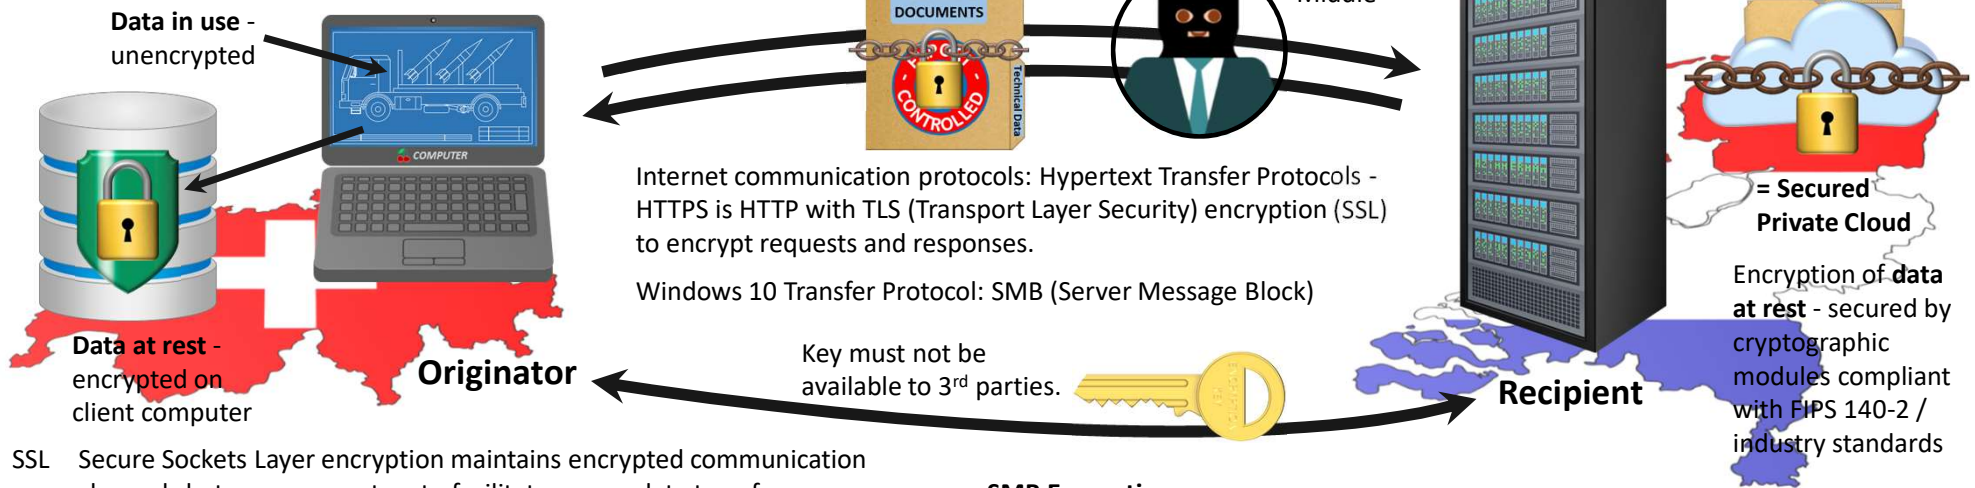 Data in use -
unencrypted
DOCUMENTS
Middle
CONTROLLED
Technical Data
COMPUTER
Internet communication protocols: Hypertext Transfer Protocols -
HTTPS is HTTP with TLS (Transport Layer Security) encryption (SSL)
to encrypt requests and responses.
Windows 10 Transfer Protocol: SMB (Server Message Block)
= Secured
Private Cloud
Encryption of data
at rest - secured by
cryptographic
modules compliant
with FIPS 140-2 /
industry standards
Data at rest -
encrypted on
client computer
Originator
Key must not be
available to 3rd parties.
Recipient
SSL Secure Sockets Layer encryption maintains encrypted communication